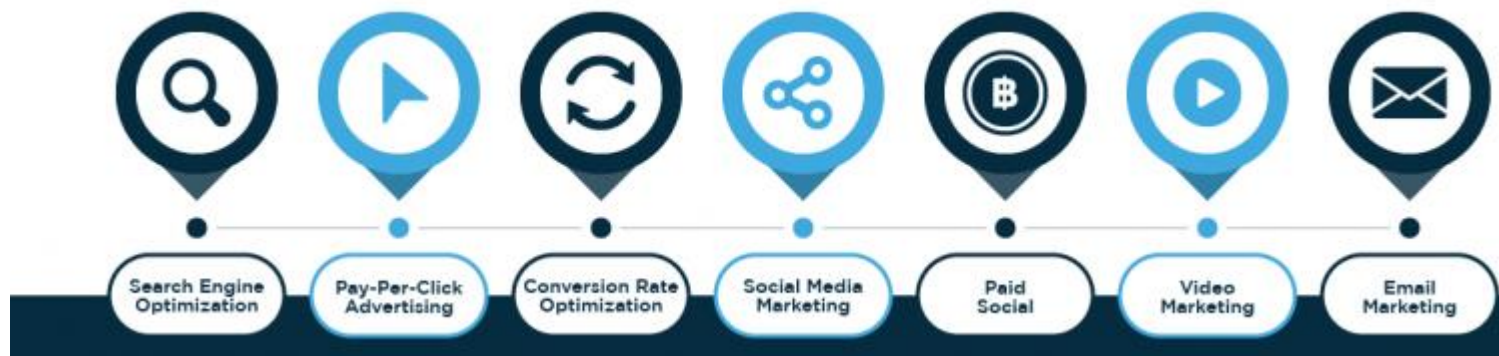 Search Engine
Optimization
Pay-Per-Click
Advertising
Conversion Rate
Optimization
Social Media
Marketing
฿
Paid
Social
Video
Marketing
Email
Marketing